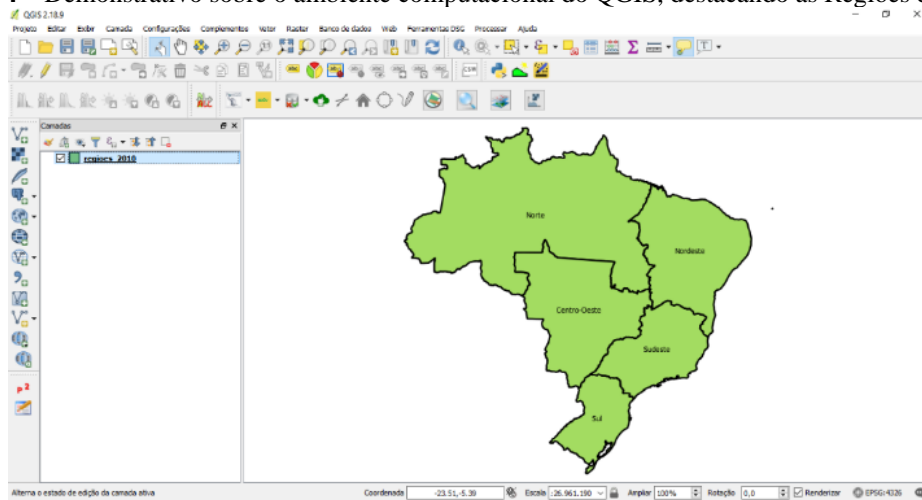 Demonstrativo sobre o ambiente computacional do QGIS, destacando as Regiões
QGIS 2.18.9
Projeto Editar Exibir Camada Configurações Complementos Vetor Raster Banco de dados Web Ferramentas DSG Processar Ajuda
Camadas
regioes_2010
Norte
Nordeste
Centro-Oeste
Sudeste
Sul
Alterna o estado de edição da camada ativa Coordenada -23.51,-5.39 Escala :26.961.190 Ampliar 100% Rotação 0,0 Renderizar EPSG:4326